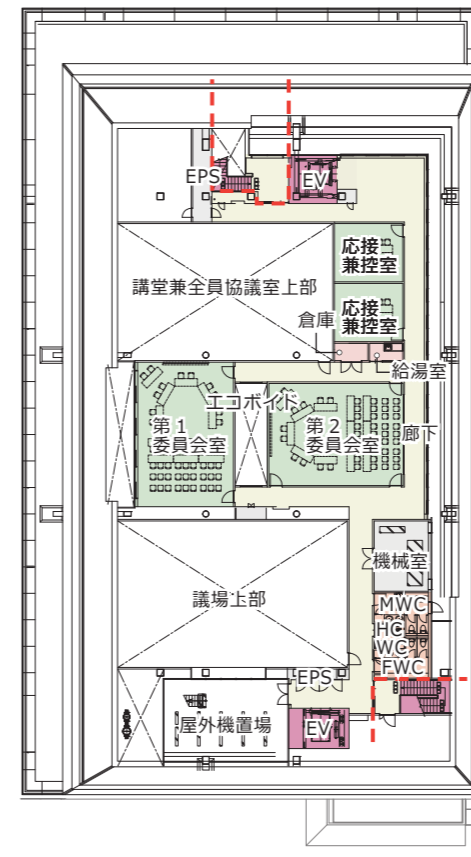 EPS
EV
応接
兼控室
講堂兼全員協議室上部
応接
兼控室
倉庫
給湯室
エコボイド
第1
委員会室
第2
委員会室
廊下
機械室
議場上部
MWC
HC
WC
FWC
EPS
屋外機置場
EV